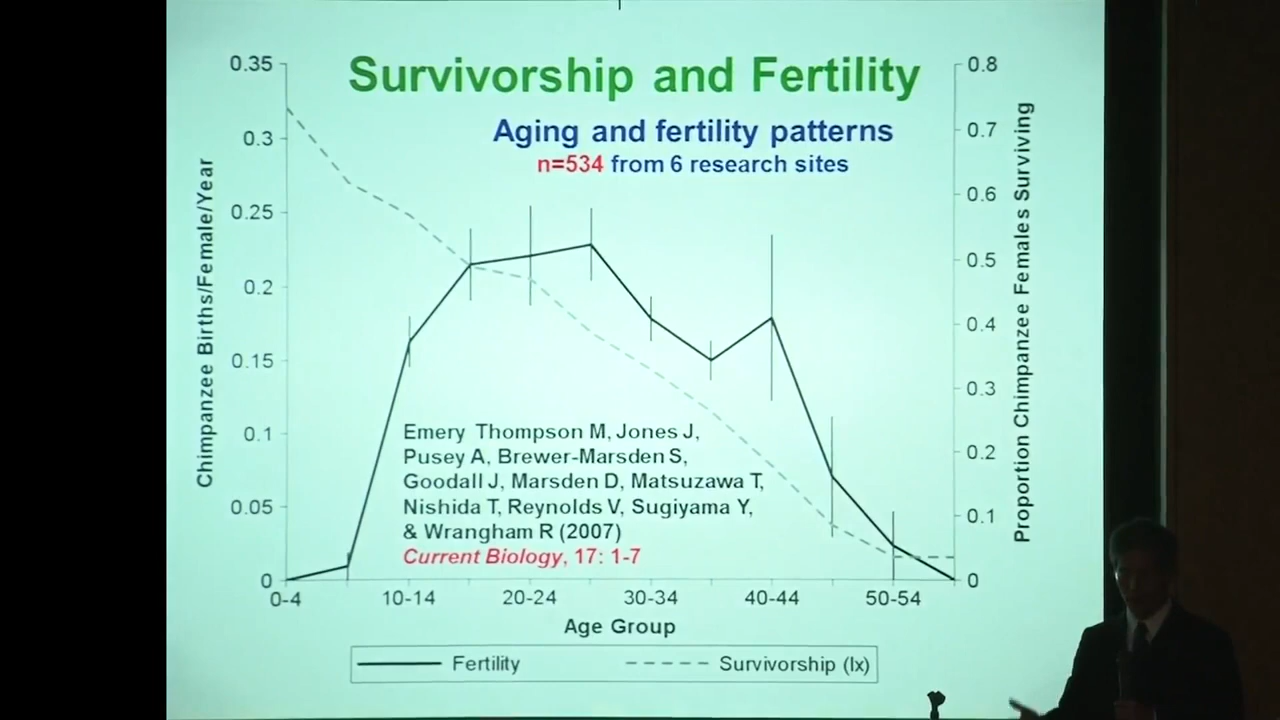 Survivorship and Fertility
Aging and fertility patterns
n=534 from 6 research sites
Chimpanzee Births/Female/Year
0.35
0.3
0.25
0.2
0.15
0.1
0.05
0
Proportion Chimpanzee Females Surviving
0.8
0.7
0.6
0.5
0.4
0.3
0.2
0.1
0
Emery Thompson M, Jones J,
Pusey A, Brewer-Marsden S,
Goodall J, Marsden D, Matsuzawa T,
Nishida T, Reynolds V, Sugiyama Y,
& Wrangham R (2007)
Current Biology, 17: 1-7
0-4 10-14 20-24 30-34 40-44 50-54
Age Group
Fertility Survivorship (lx)